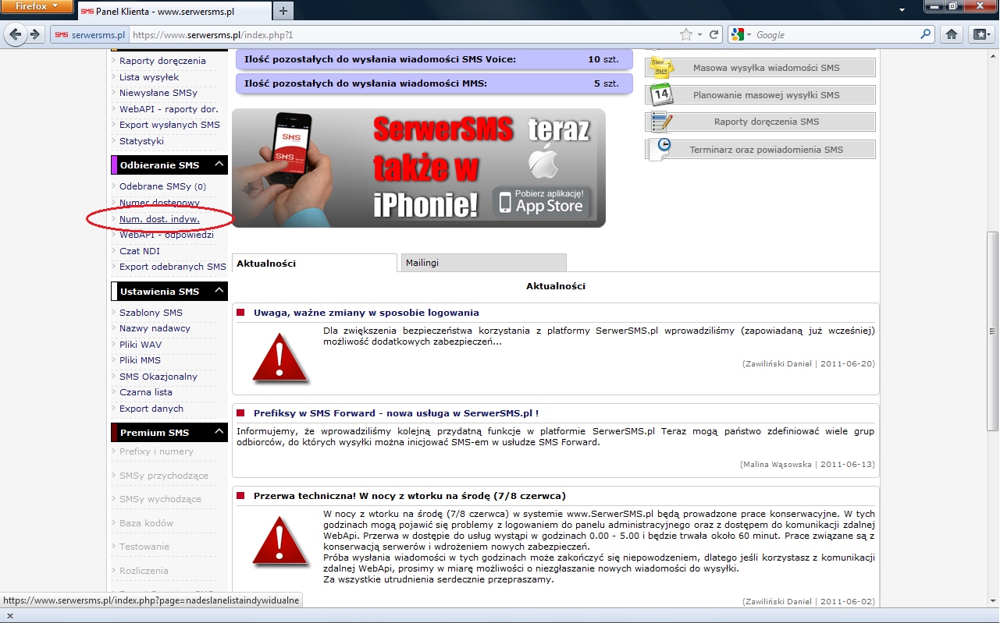 Firefox
SMS Panel Klienta - www.serwersms.pl
SMS serwersms.pl
https://www.serwersms.pl/index.php?1
Google
Raporty doręczenia
Lista wysyłek
Niewysłane SMSy
WebAPI - raporty dor.
Export wysłanych SMS
Statystyki
Odbieranie SMS
Odebrane SMSy (0)
Numer dostępowy
Num. dost. indyw.
WebAPI - odpowiedzi
Czat NDI
Export odebranych SMS
Ustawienia SMS
Szablony SMS
Nazwy nadawcy
Pliki WAV
Pliki MMS
SMS Okazjonalny
Czarna lista
Export danych
Premium SMS
Prefixy i numery
SMSy przychodzące
SMSy wychodzące
Baza kodów
Testowanie
Rozliczenia
Ilość pozostałych do wysłania wiadomości SMS Voice: 10 szt.
Ilość pozostałych do wysłania wiadomości MMS: 5 szt.
SMS
SMS
SerwerSMS teraz
także w
iPhonie!
Pobierz aplikację!
App Store
Aktualności
Mailingi
Aktualności
Uwaga, ważne zmiany w sposobie logowania
Dla zwiększenia bezpieczeństwa korzystania z platformy SerwerSMS.pl wprowadziliśmy (zapowiadaną już wcześniej)
możliwość dodatkowych zabezpieczeń...
(Zawiliński Daniel | 2011-06-20)
Prefiksy w SMS Forward - nowa usługa w SerwerSMS.pl !
Informujemy, że wprowadziliśmy kolejną przydatną funkcje w platformie SerwerSMS.pl Teraz mogą państwo zdefiniować wiele grup
odbiorców, do których wysyłki można inicjować SMS-em w usłudze SMS Forward.
(Malina Wąsowska | 2011-06-13)
Przerwa techniczna! W nocy z wtorku na środę (7/8 czerwca)
W nocy z wtorku na środę (7/8 czerwca) w systemie www.SerwerSMS.pl będą prowadzone prace konserwacyjne. W tych
godzinach mogą pojawić się problemy z logowaniem do panelu administracyjnego oraz z dostępem do komunikacji zdalnej
WebApi. Przerwa w dostępie do usług wystąpi w godzinach 0.00 - 5.00 i będzie trwała około 60 minut. Prace związane są z
konserwacją serwerów i wdrożeniem nowych zabezpieczeń.
Próba wysłania wiadomości w tych godzinach może zakończyć się niepowodzeniem, dlatego jeśli korzystasz z komunikacji
zdalnej WebApi, prosimy w miarę możliwości o niezgłaszanie nowych wiadomości do wysyłki.
Za wszystkie utrudnienia serdecznie przepraszamy.
(Zawiliński Daniel | 2011-06-02)
SMS
Masowa wysyłka wiadomości SMS
14
Planowanie masowej wysyłki SMS
Raporty doręczenia SMS
Terminarz oraz powiadomienia SMS
https://www.serwersms.pl/index.php?page=nadeslanelistaindywidualne
x